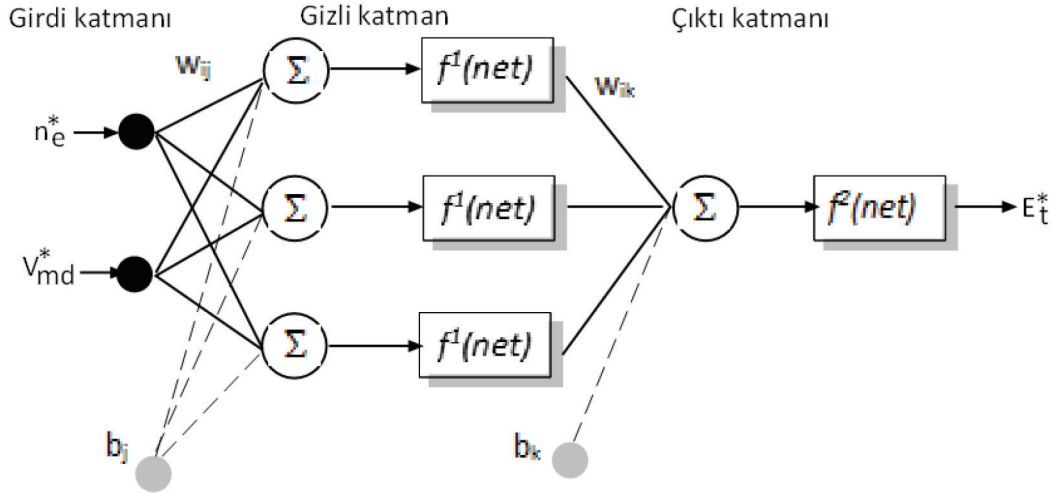 Girdi katmanı
Gizli katman
Çıktı katmanı
wij
Σ
f¹(net)
wik
n*e
Σ
f¹(net)
Σ
f²(net)
E*t
V*md
Σ
f¹(net)
bj
bk